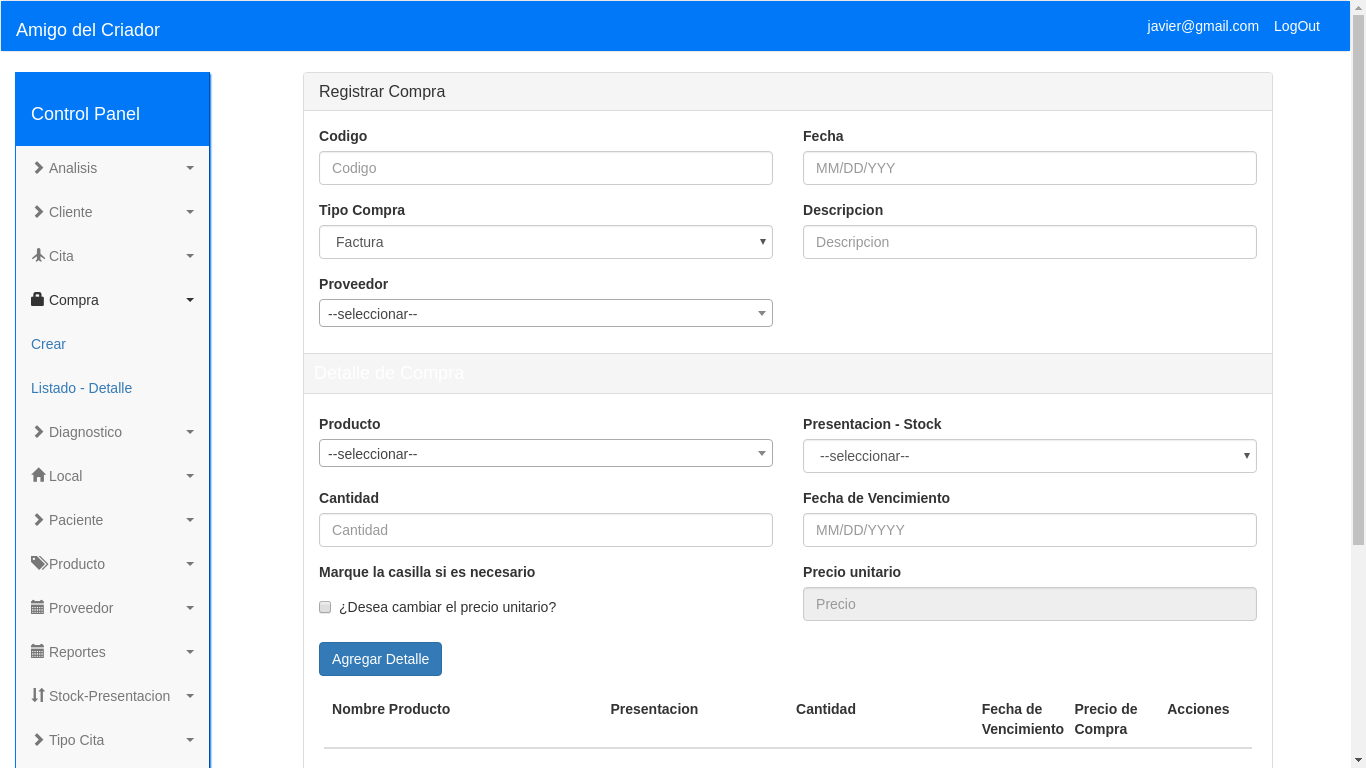 Amigo del Criador
javier@gmail.com LogOut
Control Panel
Analisis
Cliente
Cita
Compra
Crear
Listado - Detalle
Diagnostico
Local
Paciente
Producto
Proveedor
Reportes
Stock-Presentacion
Tipo Cita
Registrar Compra
Codigo Fecha
Codigo MM/DD/YYY
Tipo Compra Descripcion
Factura Descripcion
Proveedor
--seleccionar--
Detalle de Compra
Producto Presentacion - Stock
--seleccionar-- --seleccionar--
Cantidad Fecha de Vencimiento
Cantidad MM/DD/YYYY
Marque la casilla si es necesario Precio unitario
¿Desea cambiar el precio unitario? Precio
Agregar Detalle
Nombre Producto Presentacion Cantidad Fecha de Precio de Acciones
Vencimiento Compra